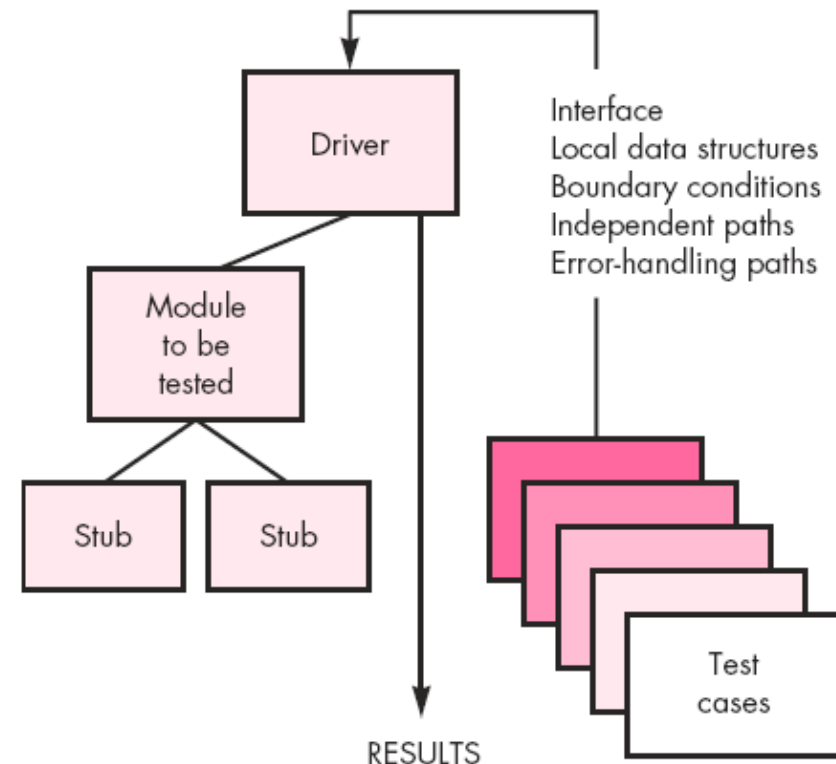 Driver
Interface
Local data structures
Boundary conditions
Independent paths
Error-handling paths
Module
to be
tested
Stub
Stub
Test
cases
RESULTS